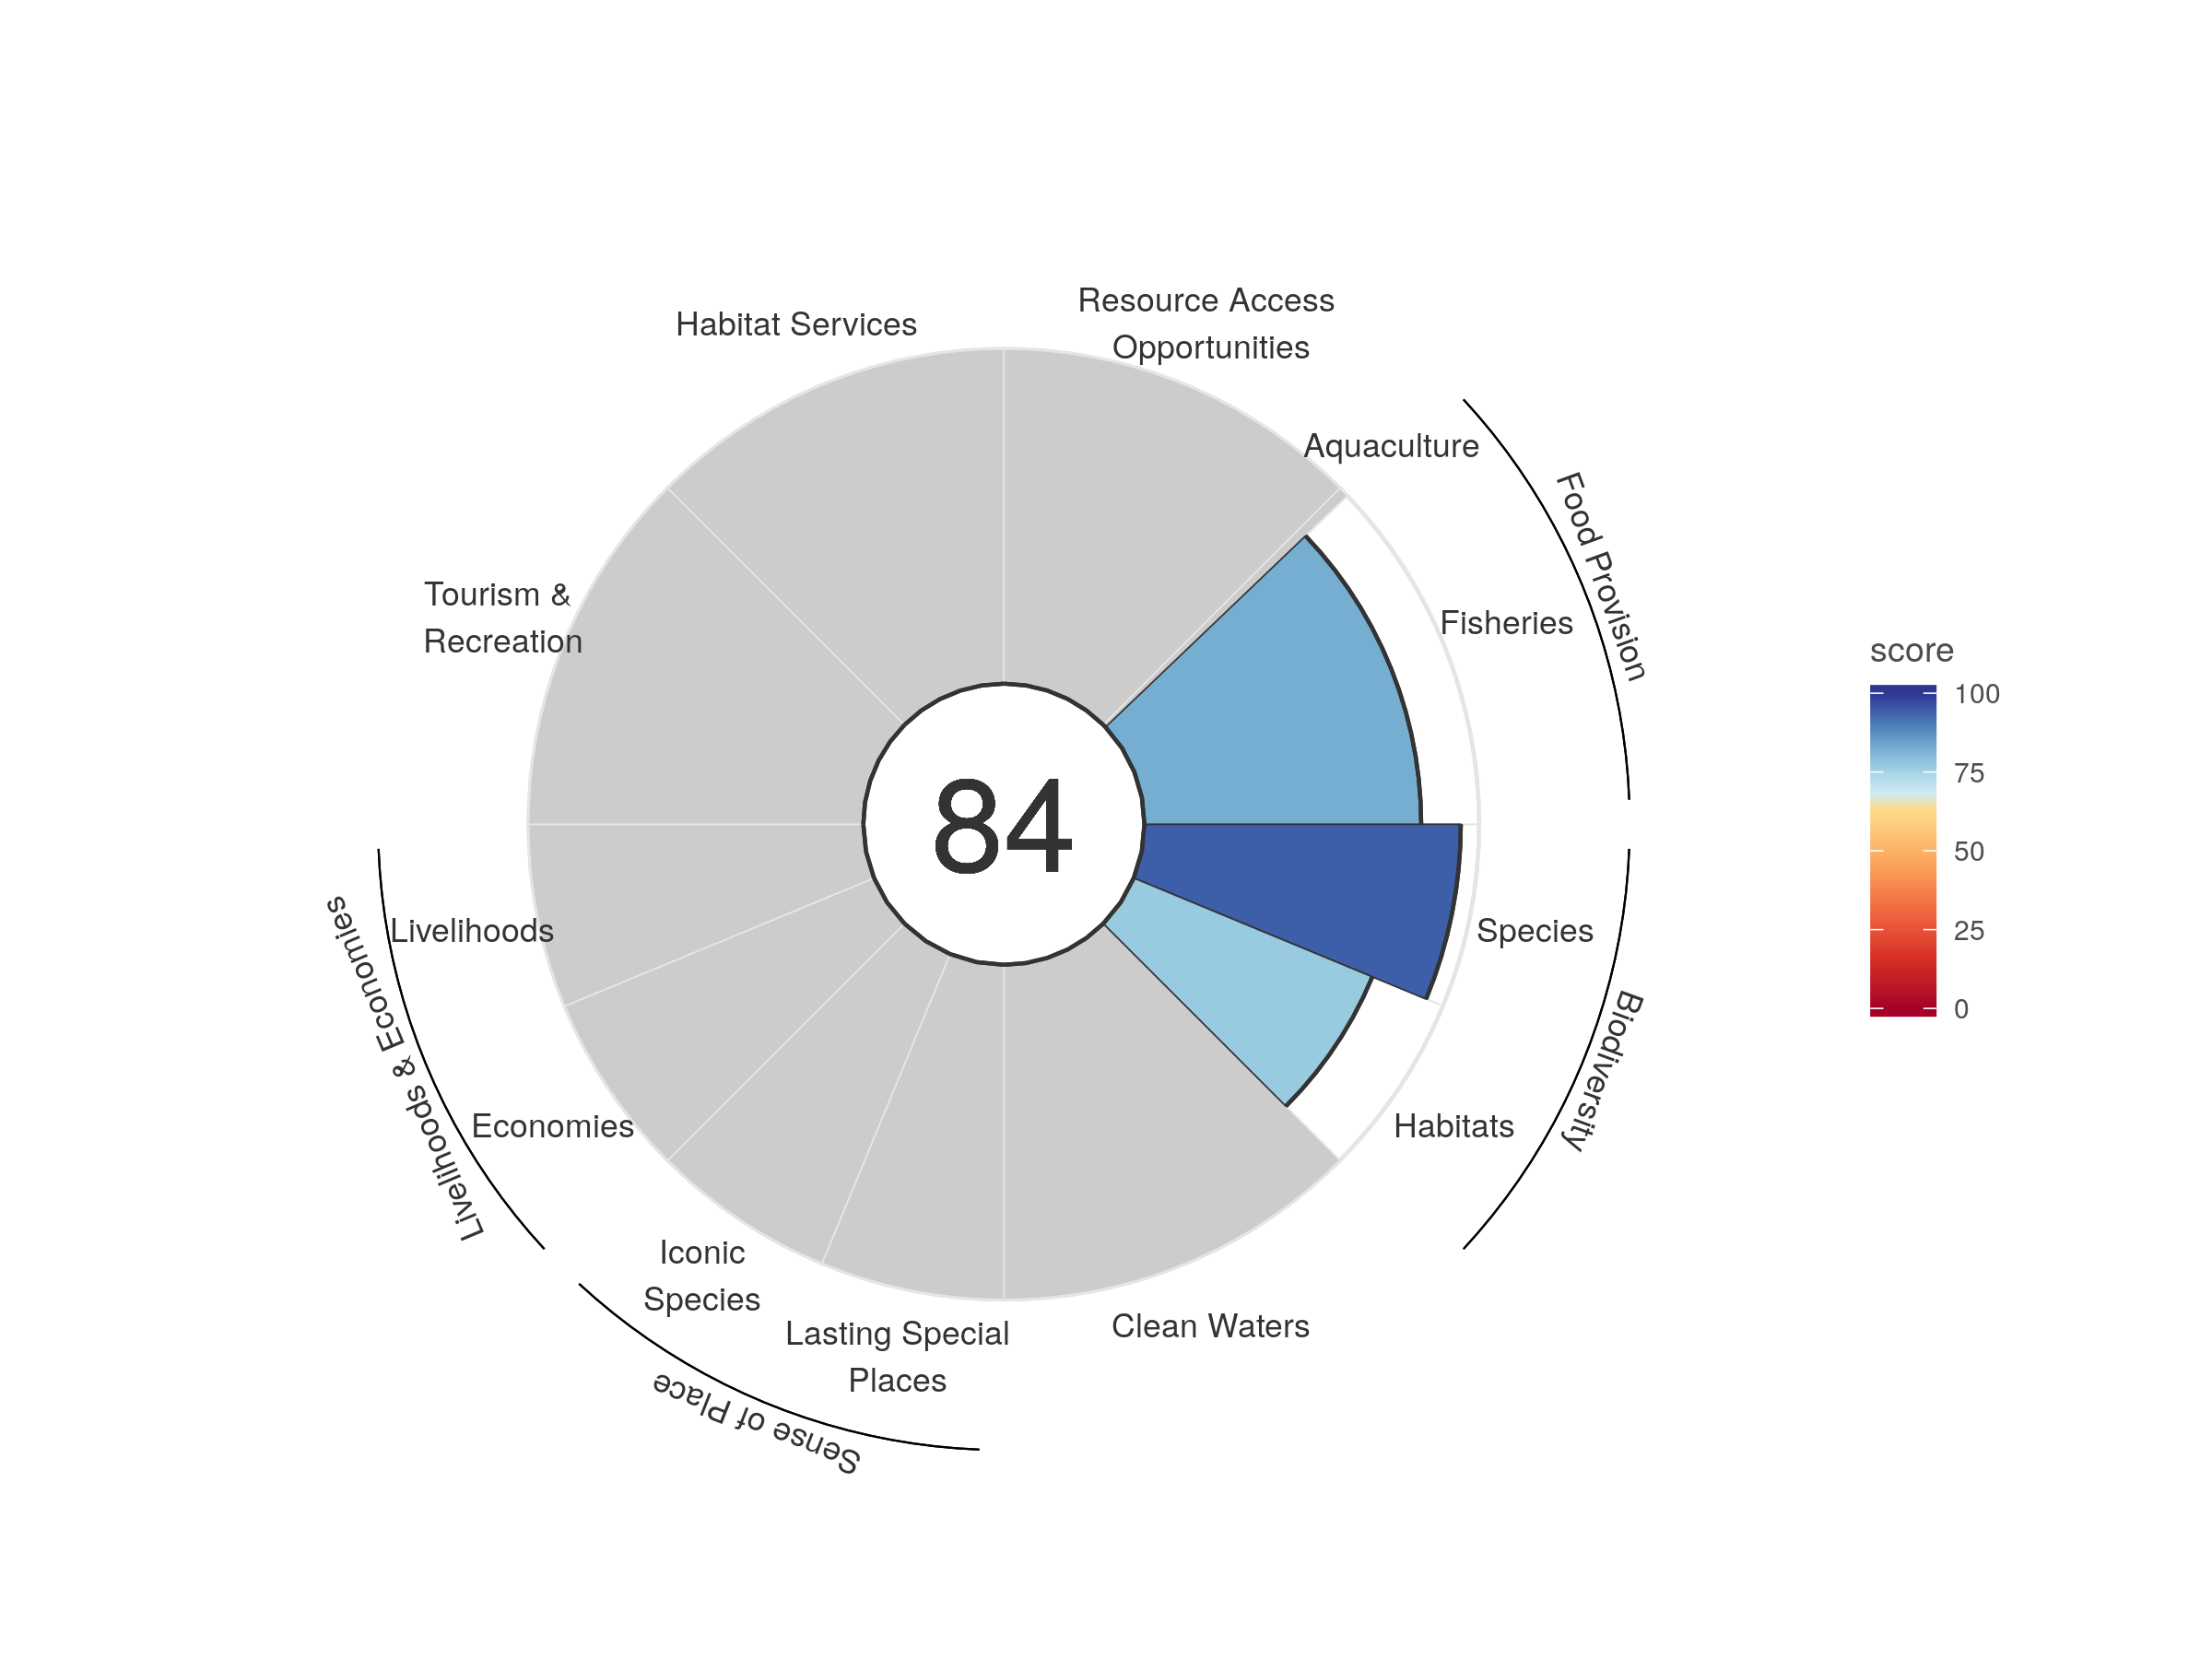 Resource Access
Opportunities
Habitat Services
Aquaculture
Food Provision
Tourism &
Recreation
Fisheries
score
100
75
50
25
0
84
Livelihoods
Species
Livelihoods & Economies
Biodiversity
Economies
Habitats
Iconic
Species
Lasting Special
Places
Clean Waters
Sense of Place